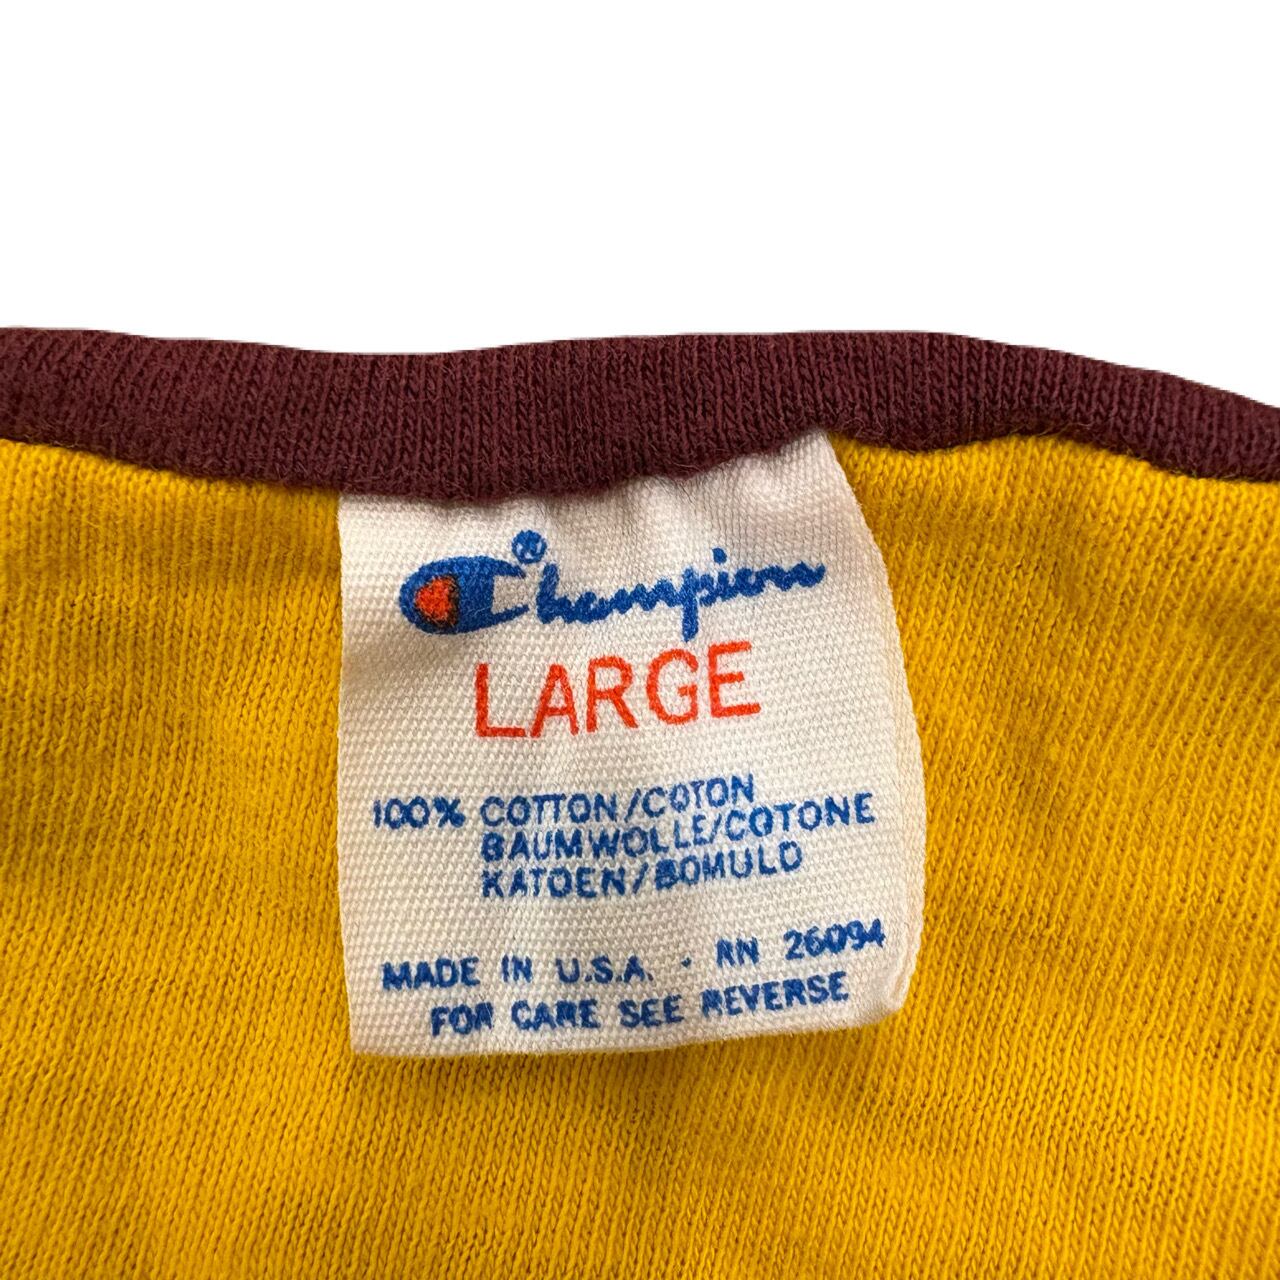 Champion®
LARGE
100% COTTON/COTON
BAUMWOLLE/COTONE
KATOEN/BOMULD
MADE IN U.S.A. · RN 26094
FOR CARE SEE REVERSE